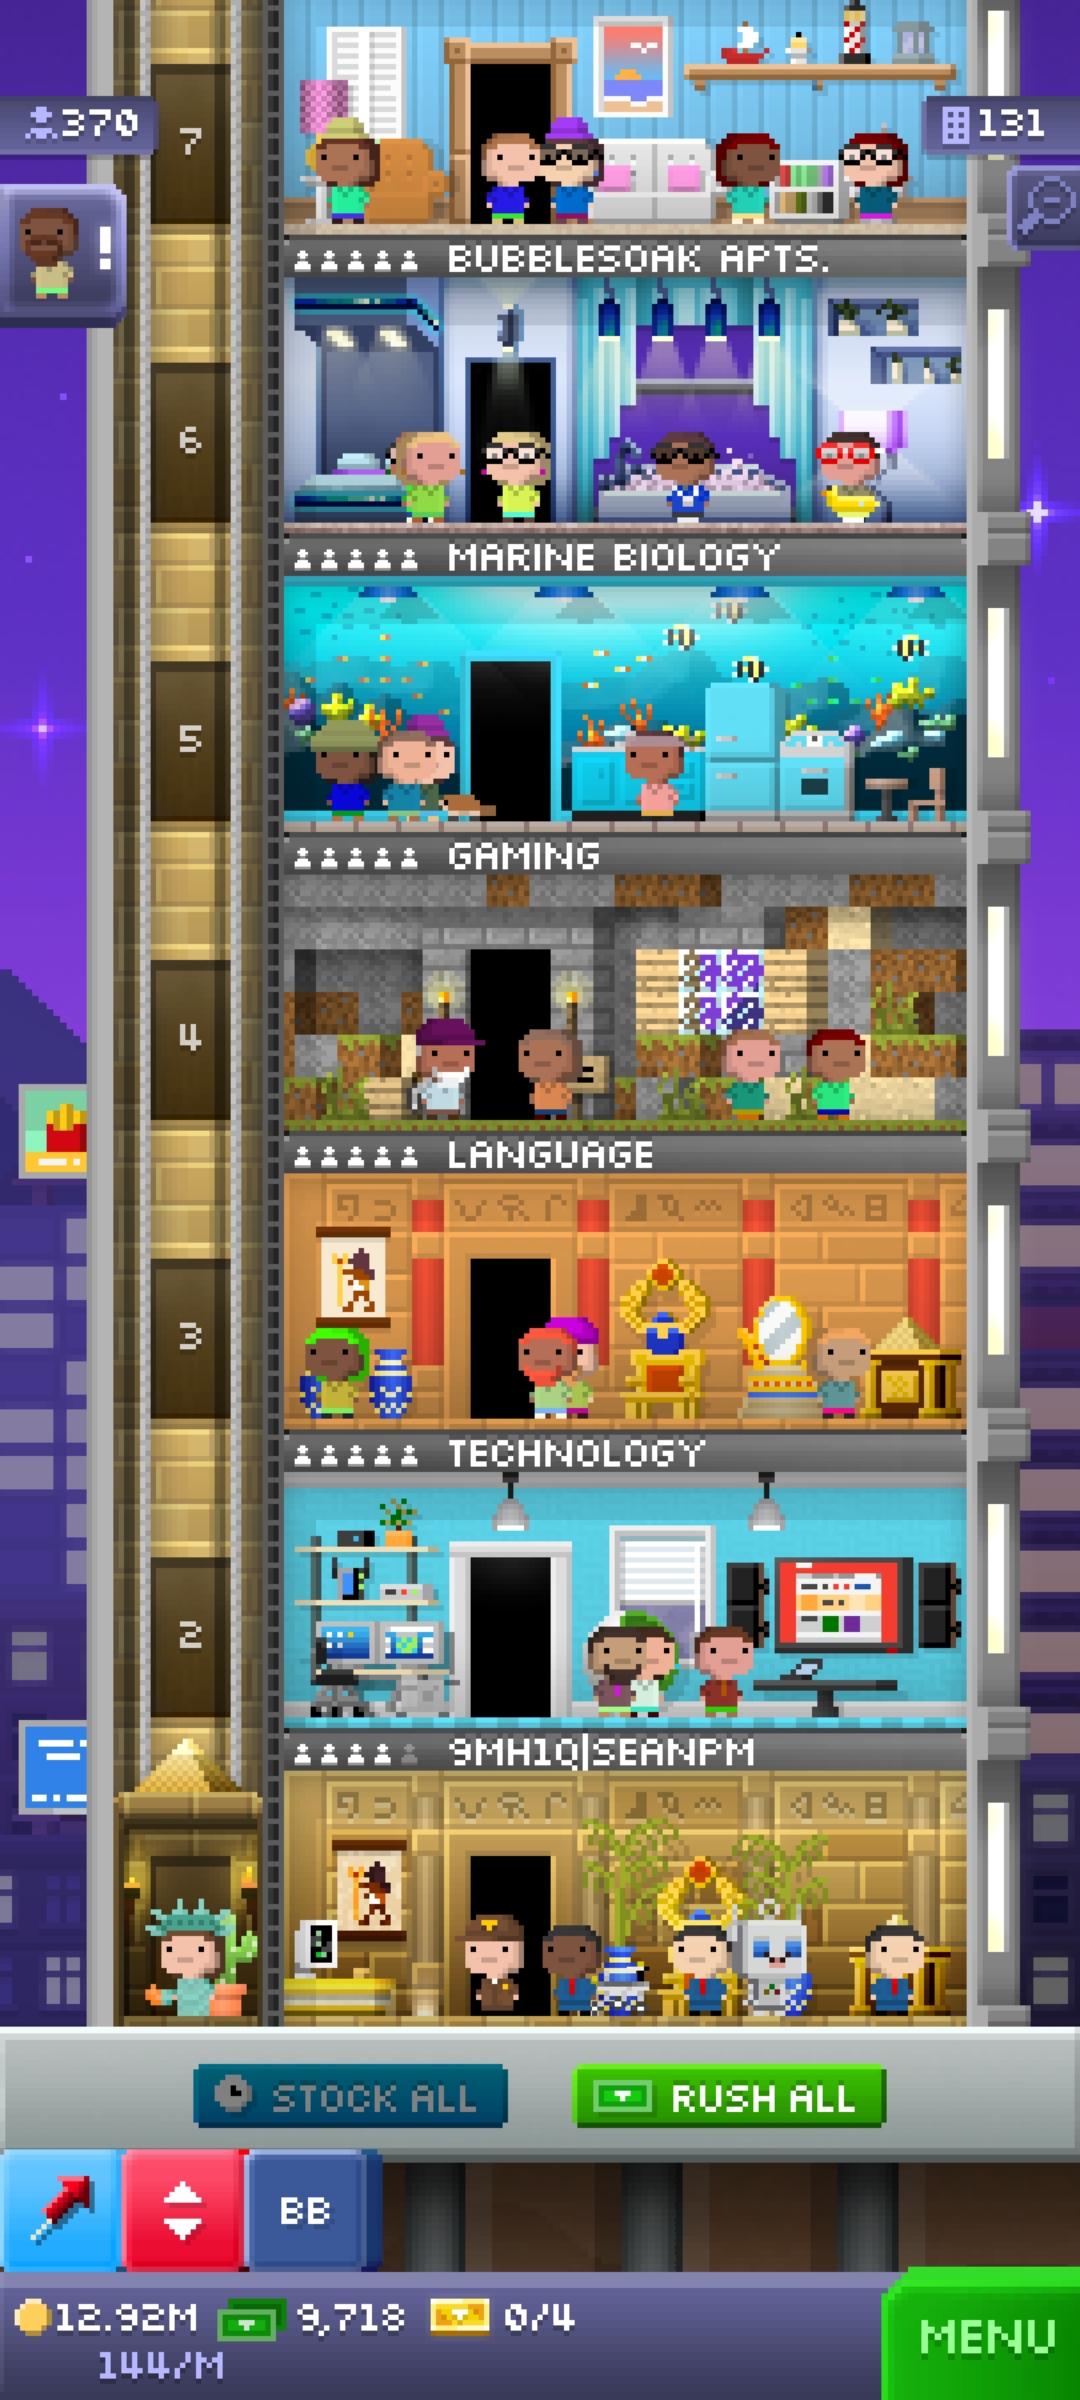 7
370
131
!
BUBBLESOAK APTS.
6
MARINE BIOLOGY
5
GAMING
4
LANGUAGE
3
TECHNOLOGY
2
9MH1Q|SEANPM
STOCK ALL
RUSH ALL
BB
12.92M
9,718
0/4
144/M
MENU